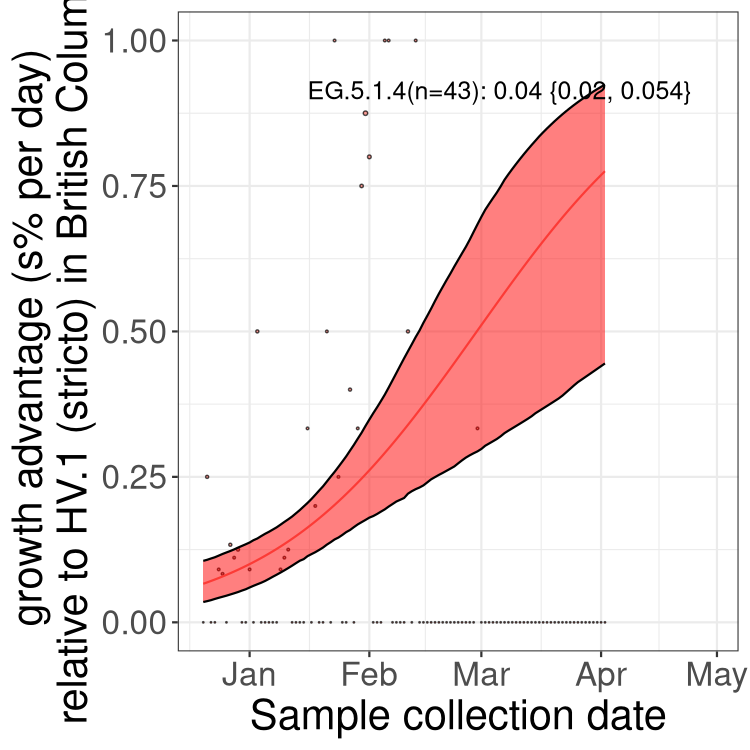 growth advantage (s% per day)
relative to HV.1 (stricto) in British Colum
1.00
0.75
0.50
0.25
0.00
EG.5.1.4(n=43): 0.04 {0.02, 0.054}
Jan Feb Mar Apr May
Sample collection date